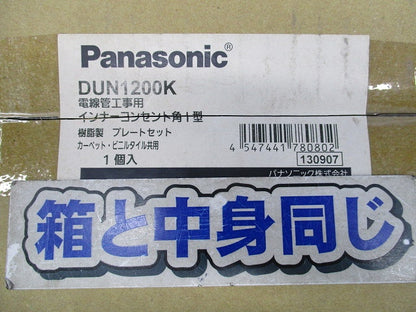 Panasonic®
DUN1200K
電線管工事用
インナーコンセント角I型
樹脂製 プレートセット
カーペット・ビニルタイル共用
1個入
4 547441 780802
130907
パナソニック株式会社
箱と中身同じ